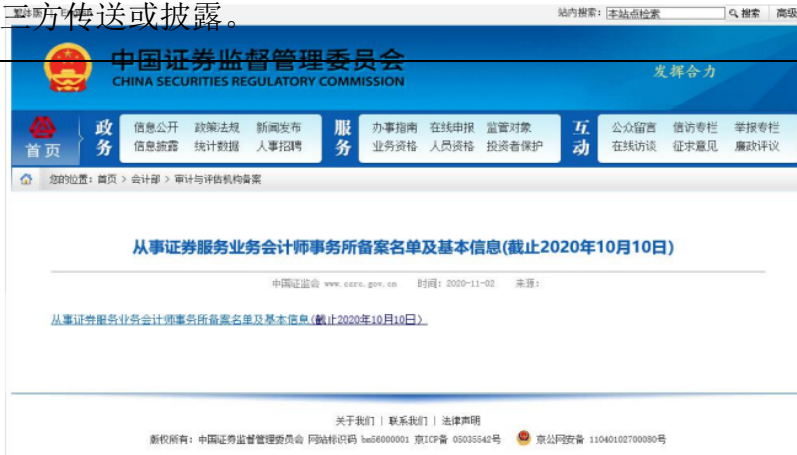 三方传送或披露。
繁体版 English 站内搜索: 本站点检索 搜索 高级
中国证券监督管理委员会
CHINA SECURITIES REGULATORY COMMISSION
发挥合力
首页 政务 信息公开 政策法规 新闻发布 服务 办事指南 在线申报 监管对象 互动 公众留言 信访专栏 举报专栏
信息披露 统计数据 人事招聘 业务资格 人员资格 投资者保护 在线访谈 征求意见 廉政评议
您的位置：首页 > 会计部 > 审计与评估机构备案
从事证券服务业务会计师事务所备案名单及基本信息(截止2020年10月10日)
中国证监会 www.csrc.gov.cn 时间：2020-11-02 来源：
从事证券服务业务会计师事务所备案名单及基本信息(截止2020年10月10日）
关于我们 | 联系我们 | 法律声明
版权所有：中国证券监督管理委员会 网站标识码 bm56000001 京ICP备 05035542号 京公网安备 11040102700080号